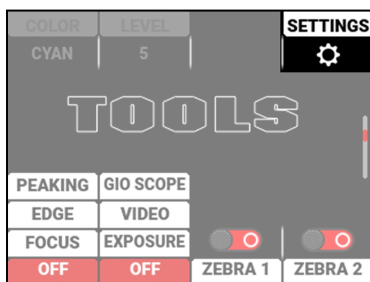 COLOR LEVEL SETTINGS
CYAN 5
TOOLS
PEAKING GIO SCOPE
EDGE VIDEO
FOCUS EXPOSURE
OFF OFF ZEBRA 1 ZEBRA 2